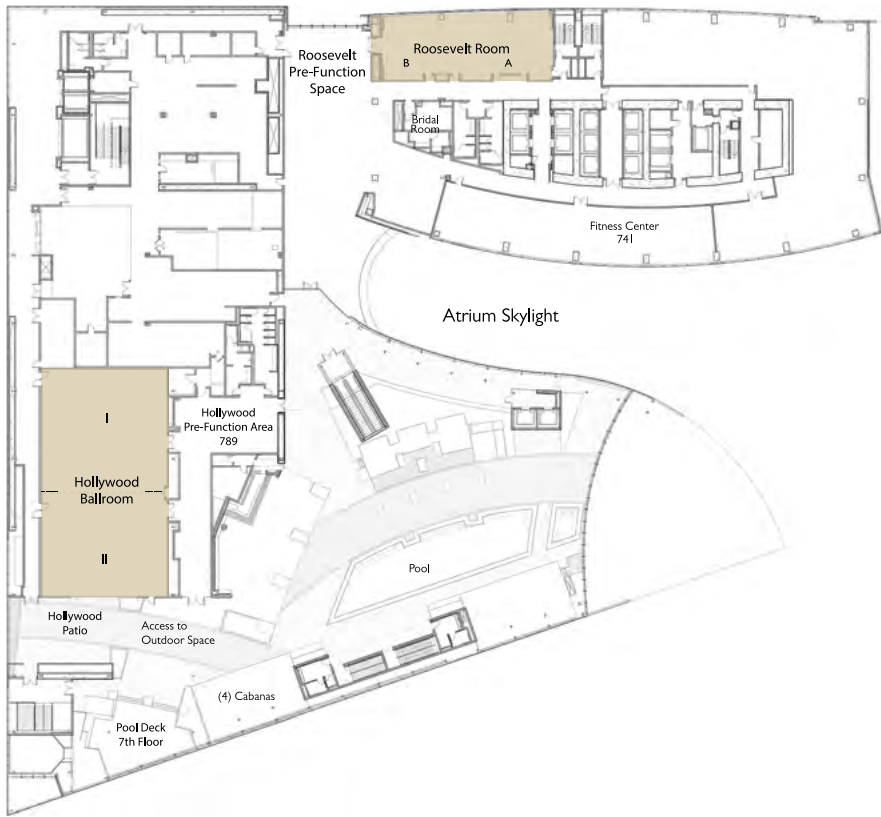 Roosevelt
Pre-Function
Space
Roosevelt Room
B
A
Bridal
Room
Fitness Center
741
Atrium Skylight
I
Hollywood
Pre-Function Area
789
Hollywood
Ballroom
II
Pool
Hollywood
Patio
Access to
Outdoor Space
(4) Cabanas
Pool Deck
7th Floor